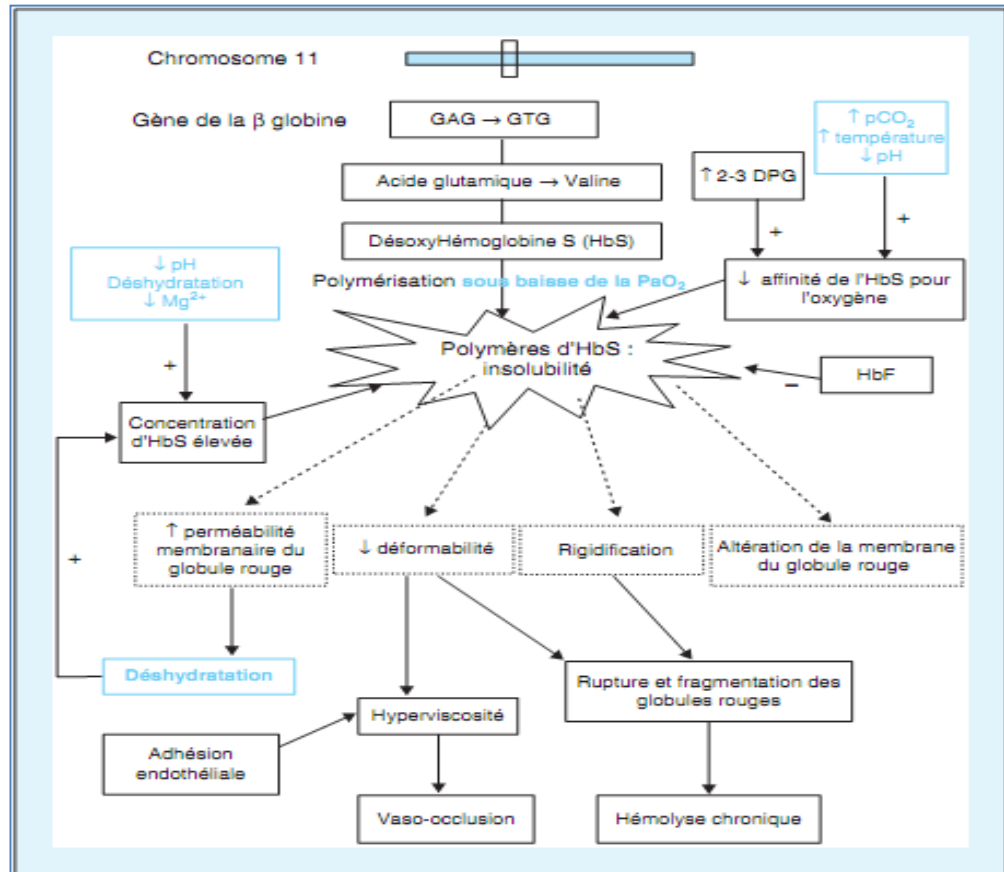 Chromosome 11
Gène de la β globine
GAG → GTG
↑ pCO₂
↑ température
↓ pH
↑ 2-3 DPG
Acide glutamique → Valine
+
+
DésoxyHémoglobine S (HbS)
↓ pH
Déshydratation
↓ Mg²⁺
Polymérisation sous baisse de la PaO₂
↓ affinité de l'HbS pour
l'oxygène
+
Polymères d'HbS :
insolubilité
–
HbF
Concentration
d'HbS élevée
+
↑ perméabilité
membranaire du
globule rouge
↓ déformabilité
Rigidification
Altération de la membrane
du globule rouge
Déshydratation
Rupture et fragmentation des
globules rouges
Hyperviscosité
Adhésion
endothéliale
Vaso-occlusion
Hémolyse chronique